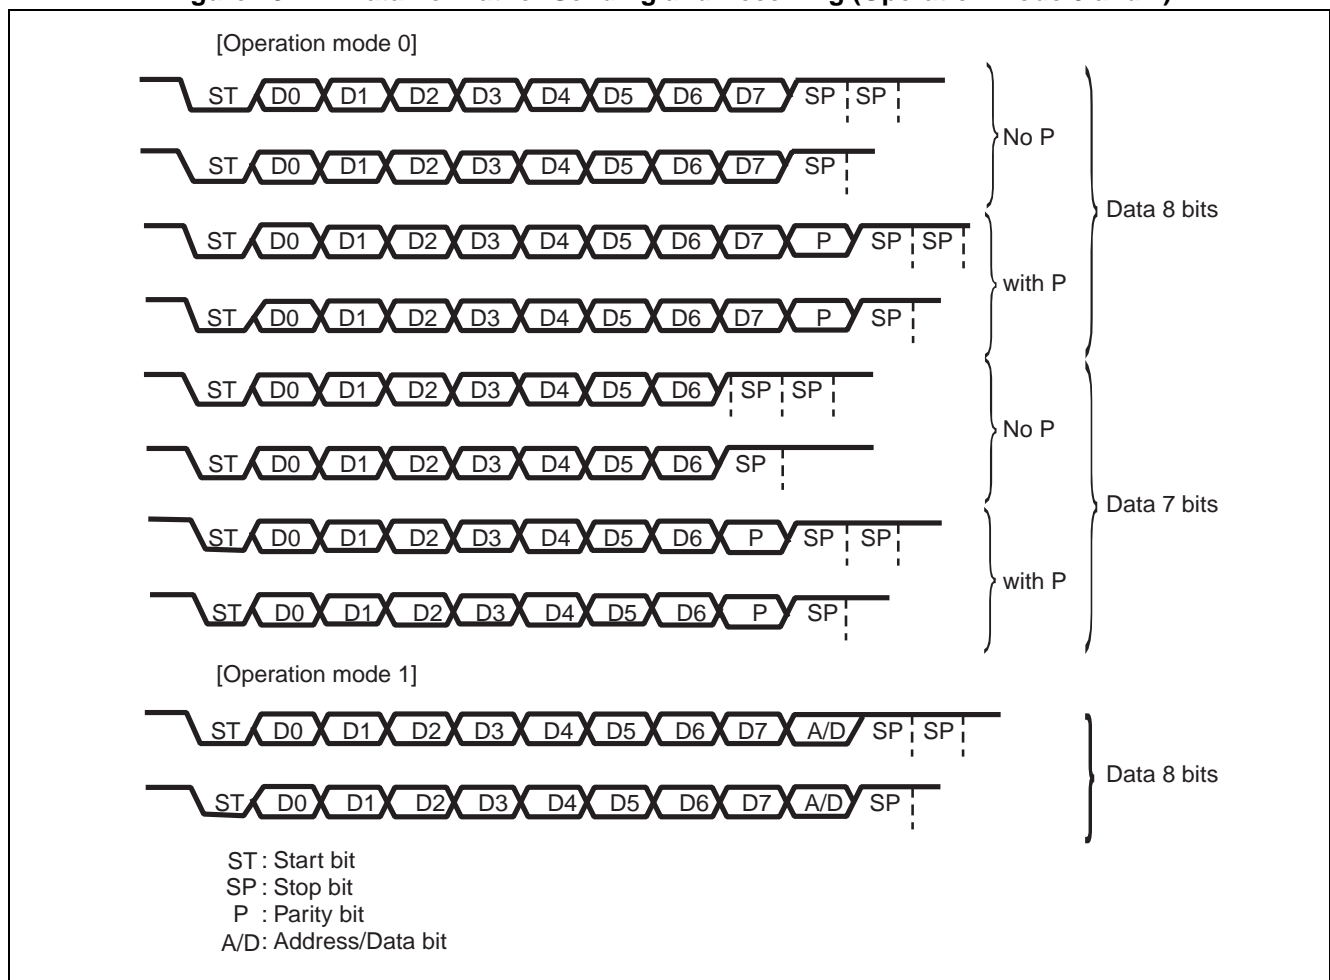 [Operation mode 0]
ST D0 D1 D2 D3 D4 D5 D6 D7 SP SP
No P
ST D0 D1 D2 D3 D4 D5 D6 D7 SP
Data 8 bits
ST D0 D1 D2 D3 D4 D5 D6 D7 P SP SP
with P
ST D0 D1 D2 D3 D4 D5 D6 D7 P SP
ST D0 D1 D2 D3 D4 D5 D6 SP SP
No P
ST D0 D1 D2 D3 D4 D5 D6 SP
Data 7 bits
ST D0 D1 D2 D3 D4 D5 D6 P SP SP
with P
ST D0 D1 D2 D3 D4 D5 D6 P SP
[Operation mode 1]
ST D0 D1 D2 D3 D4 D5 D6 D7 A/D SP SP
Data 8 bits
ST D0 D1 D2 D3 D4 D5 D6 D7 A/D SP
ST : Start bit
SP : Stop bit
P : Parity bit
A/D: Address/Data bit